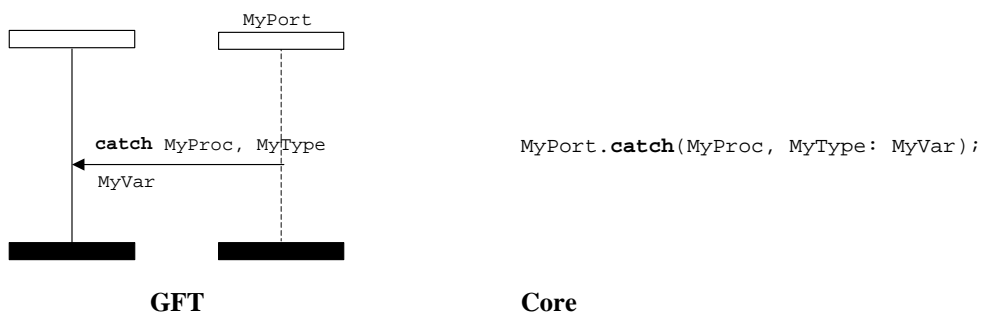 MyPort
catch MyProc, MyType
MyPort.catch(MyProc, MyType: MyVar);
MyVar
GFT
Core